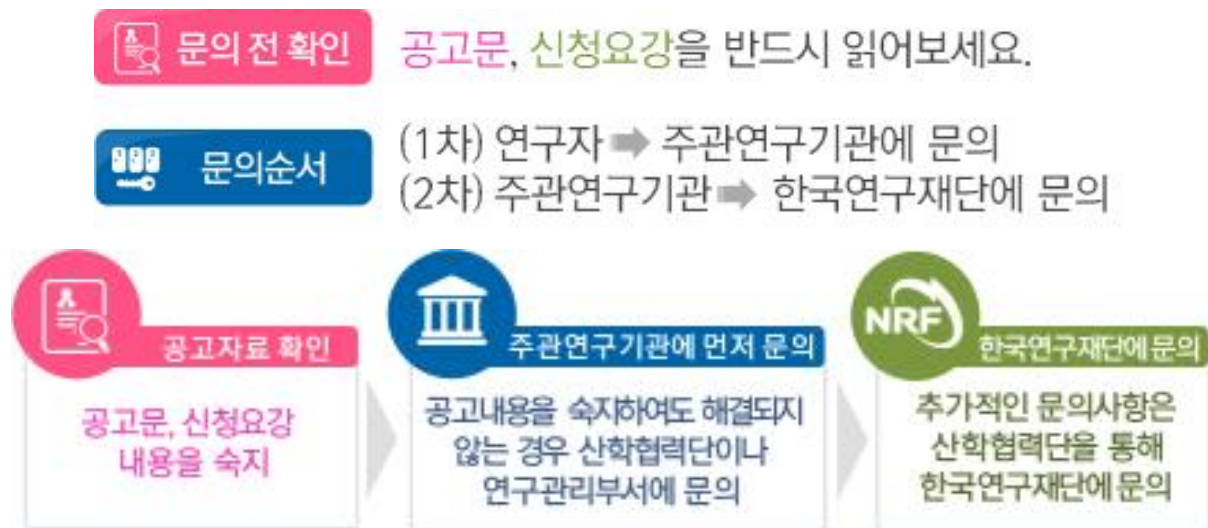 문의 전 확인 공고문, 신청요강을 반드시 읽어보세요.
문의순서 (1차) 연구자 ➡ 주관연구기관에 문의
(2차) 주관연구기관 ➡ 한국연구재단에 문의
공고자료 확인
공고문, 신청요강
내용을 숙지
주관연구기관에 먼저 문의
공고내용을 숙지하여도 해결되지
않는 경우 산학협력단이나
연구관리부서에 문의
NRF
한국연구재단에 문의
추가적인 문의사항은
산학협력단을 통해
한국연구재단에 문의